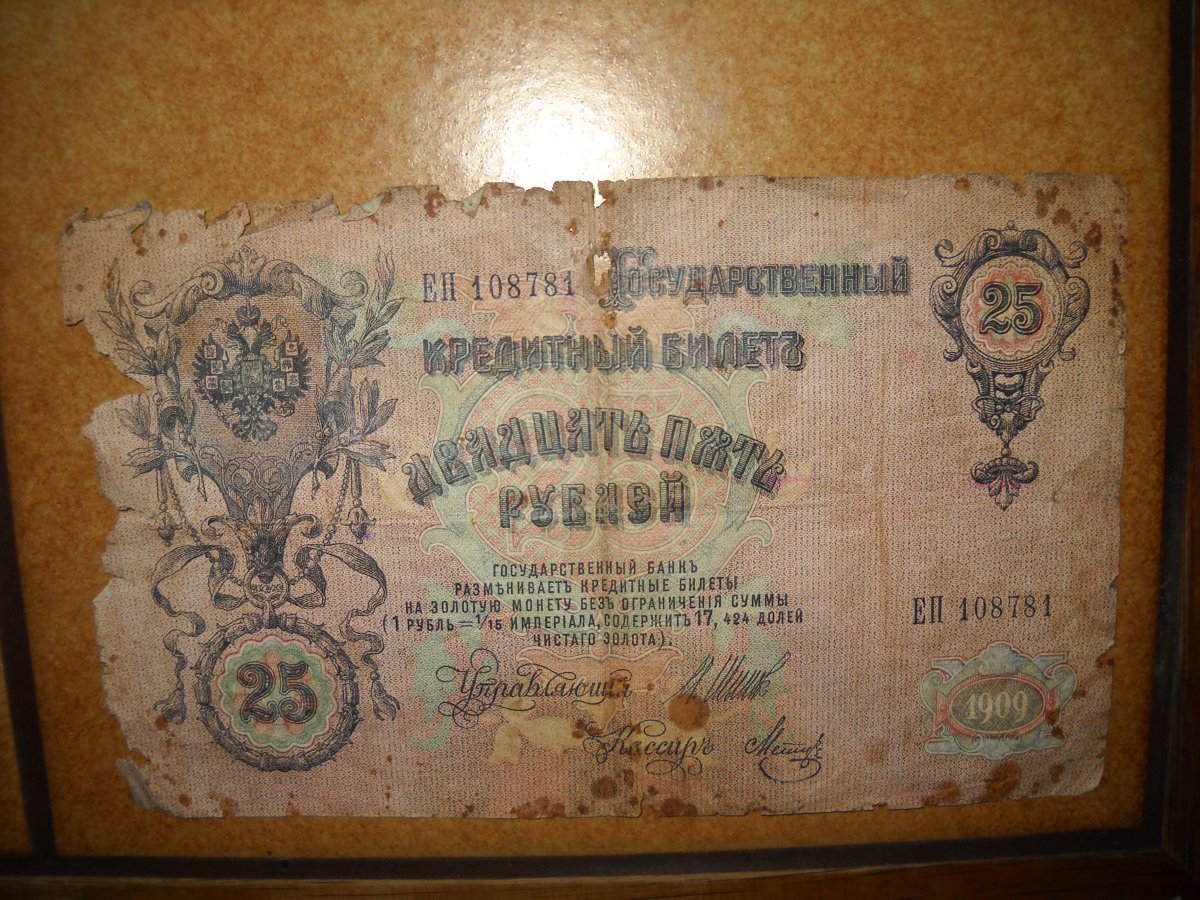 ЕП 108781 Государственный
25
Кредитный Билетъ
Двадцать Пять
Рублей
ГОСУДАРСТВЕННЫЙ БАНКЪ
РАЗМѢНИВАЕТЪ КРЕДИТНЫЕ БИЛЕТЫ
НА ЗОЛОТУЮ МОНЕТУ БЕЗЪ ОГРАНИЧЕНІЯ СУММЫ
(1 РУБЛЬ = 1/15 ИМПЕРІАЛА, СОДЕРЖИТЪ 17, 424 ДОЛЕЙ
ЧИСТАГО ЗОЛОТА).
ЕП 108781
25
Управляющій
Кассиръ
1909